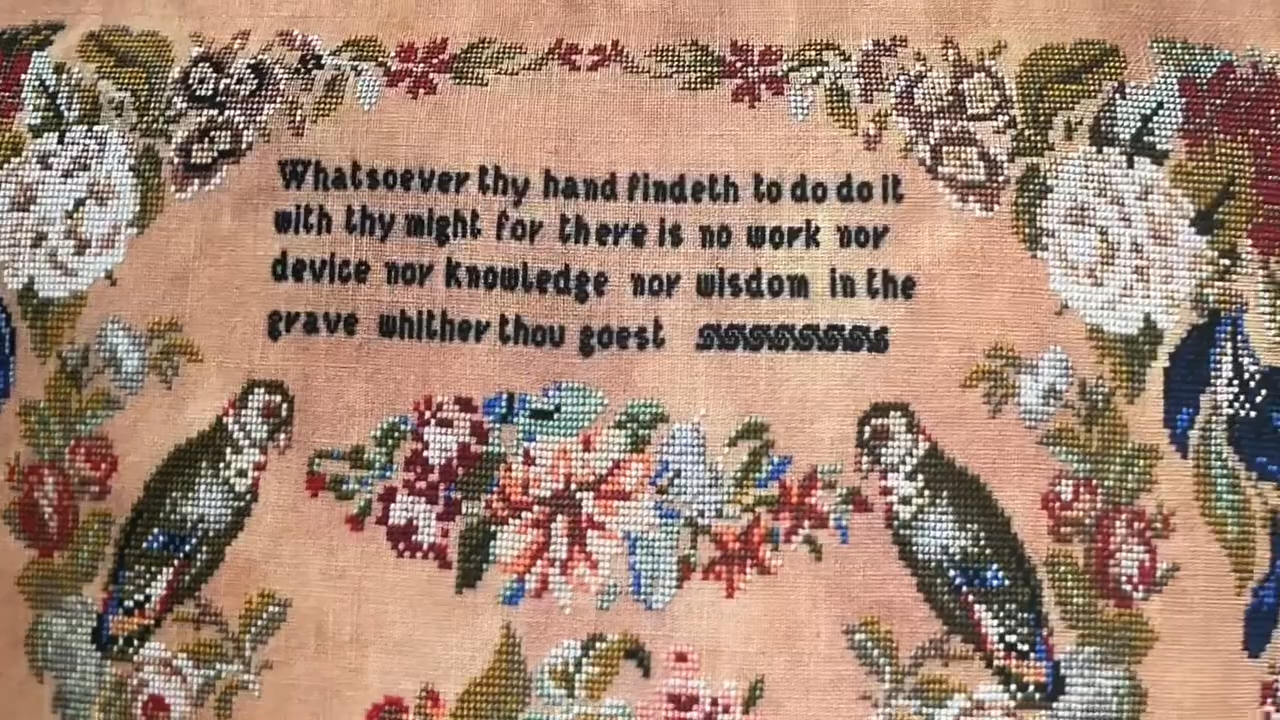 Whatsoever thy hand findeth to do do it
with thy might for there is no work nor
device nor knowledge nor wisdom in the
grave whither thou goest